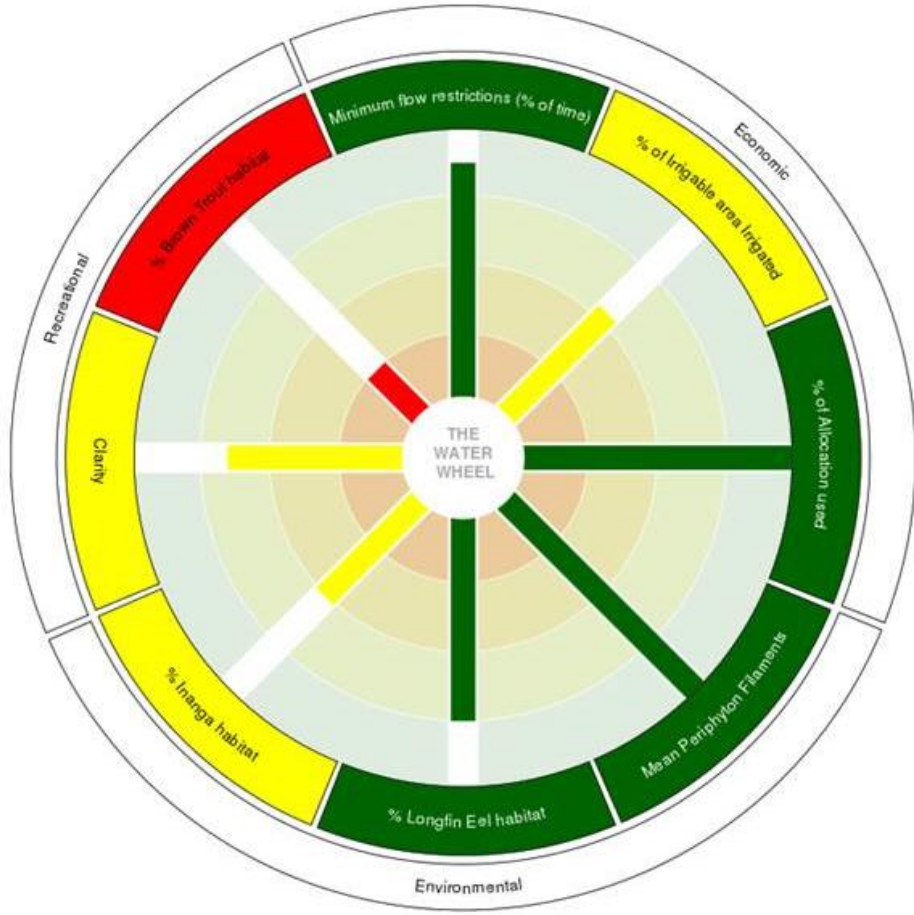 Economic
Minimum flow restrictions (% of time)
% of Irrigable area Irrigated
% of Allocation used
Mean Periphyton Filaments
% Longfin Eel habitat
Environmental
% Inanga habitat
Clarity
% Brown Trout habitat
Recreational
THE
WATER
WHEEL